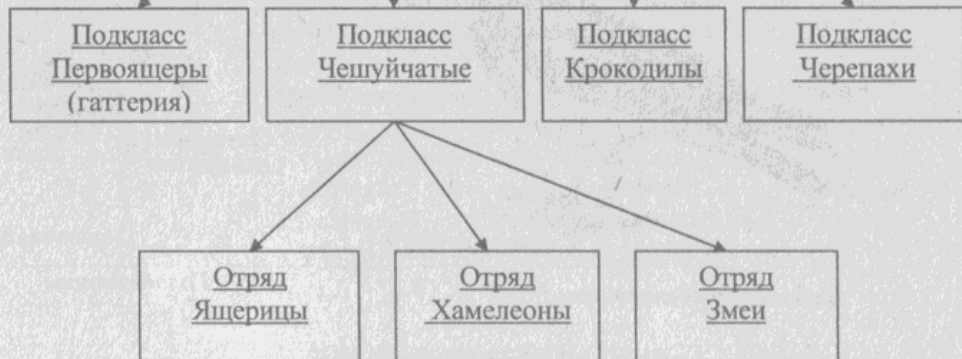 Подкласс
Первоящеры
(гаттерия)
Подкласс
Чешуйчатые
Подкласс
Крокодилы
Подкласс
Черепахи
Отряд
Ящерицы
Отряд
Хамелеоны
Отряд
Змеи